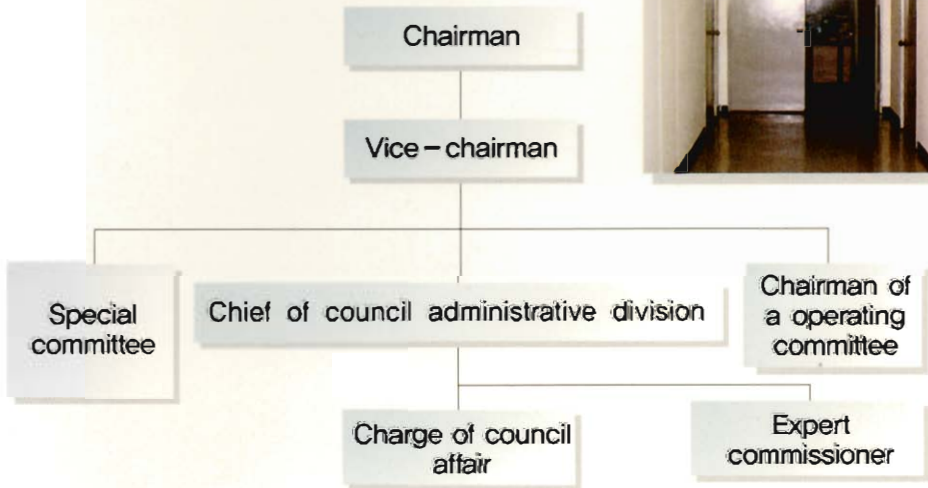 Chairman
Vice－chairman
Special
committee
Chief of council administrative division
Chairman of
a operating
committee
Charge of council
affair
Expert
commissioner